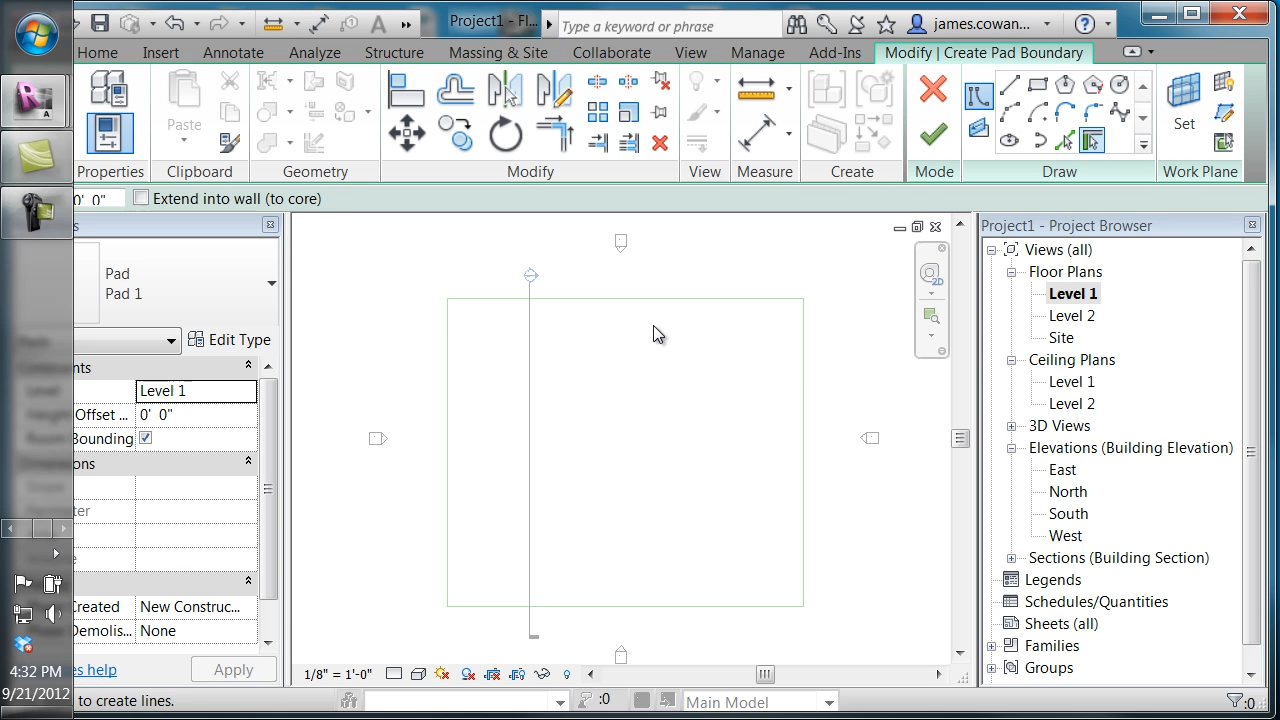 Project1 - Fl...
Type a keyword or phrase
james.cowan...
Home Insert Annotate Analyze Structure Massing & Site Collaborate View Manage Add-Ins Modify | Create Pad Boundary
Paste
Set
Properties Clipboard Geometry Modify View Measure Create Mode Draw Work Plane
0' 0" Extend into wall (to core)
Pad
Pad 1
Edit Type
Level 1
Offset ... 0' 0"
Bounding
Created New Construc...
Demolis... None
Apply
2D
Project1 - Project Browser
Views (all)
Floor Plans
Level 1
Level 2
Site
Ceiling Plans
Level 1
Level 2
3D Views
Elevations (Building Elevation)
East
North
South
West
Sections (Building Section)
Legends
Schedules/Quantities
Sheets (all)
Families
Groups
1/8" = 1'-0"
4:32 PM
9/21/2012
to create lines.
:0
Main Model
:0